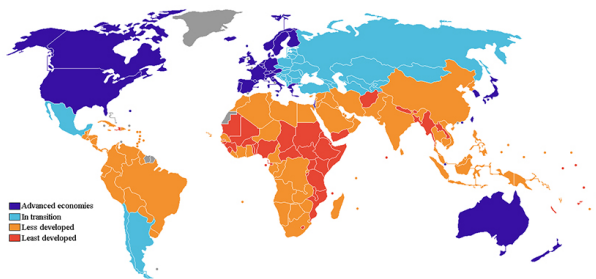 Advanced economies
In transition
Less developed
Least developed